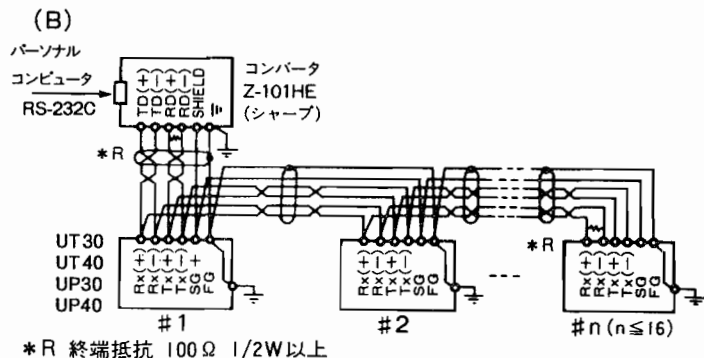 (B)
パーソナル
コンピュータ
RS-232C
TD(+)
TD(−)
RD(+)
RD(−)
SHIELD
コンバータ
Z-101HE
(シャープ)
*R
UT30
UT40
UP30
UP40
Rx(+)
Rx(−)
Tx(+)
Tx(−)
SG +
FG
#1
Rx(+)
Rx(−)
Tx(+)
Tx(−)
SG
FG
#2
*R
Rx(+)
Rx(−)
Tx(+)
Tx(−)
SG
FG
#n (n≦16)
*R 終端抵抗 100Ω 1/2W以上